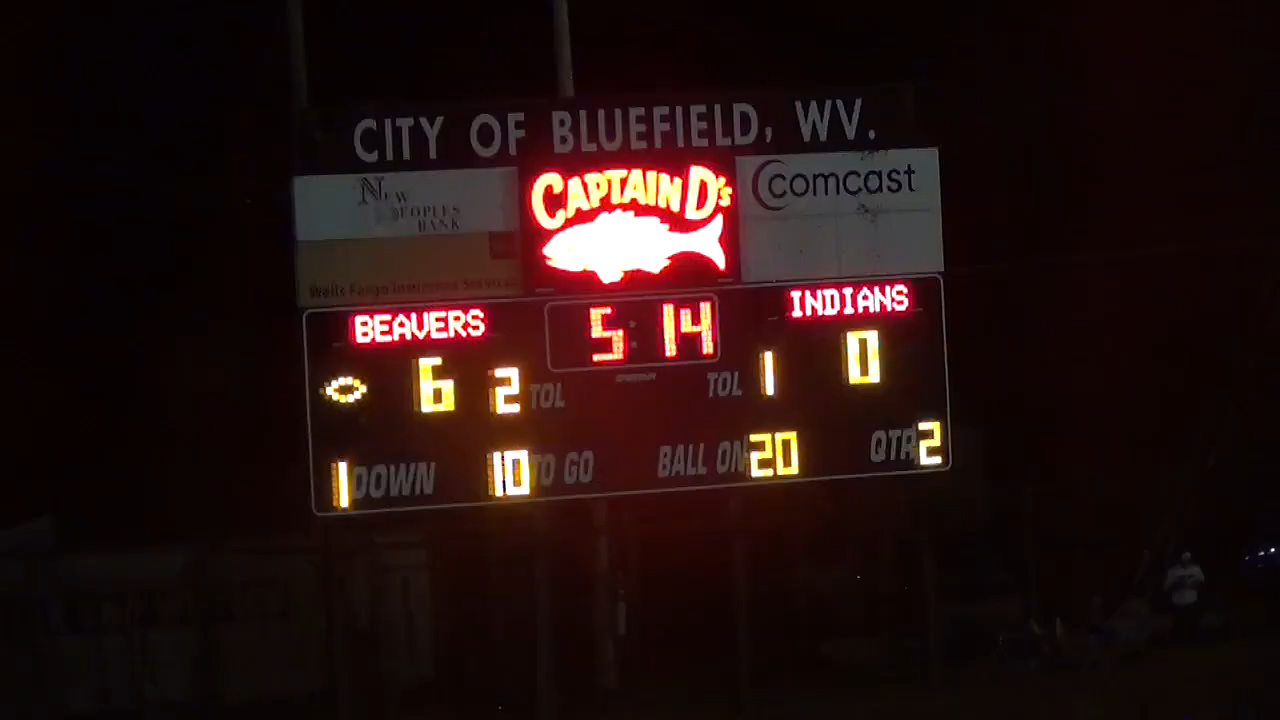 CITY OF BLUEFIELD, WV.
NEW
PEOPLES
BANK
CAPTAIN D's
comcast
Wells Fargo Insurance Services
BEAVERS
5:14
INDIANS
6 2 TOL
TOL 1 0
1 DOWN 10 TO GO BALL ON 20 QTR 2